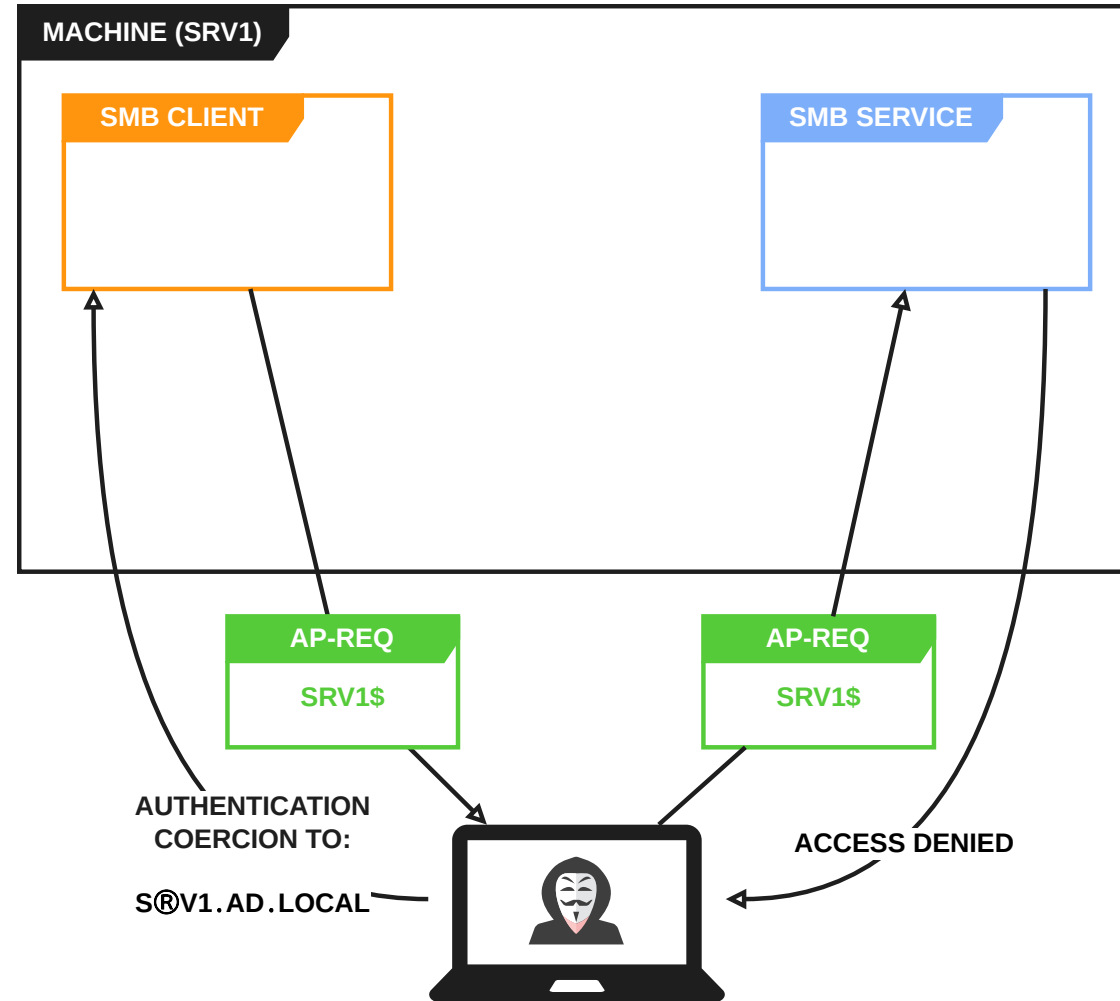 MACHINE (SRV1)
SMB CLIENT
SMB SERVICE
AP-REQ
SRV1$
AP-REQ
SRV1$
AUTHENTICATION
COERCION TO:
SⓇV1.AD.LOCAL
ACCESS DENIED